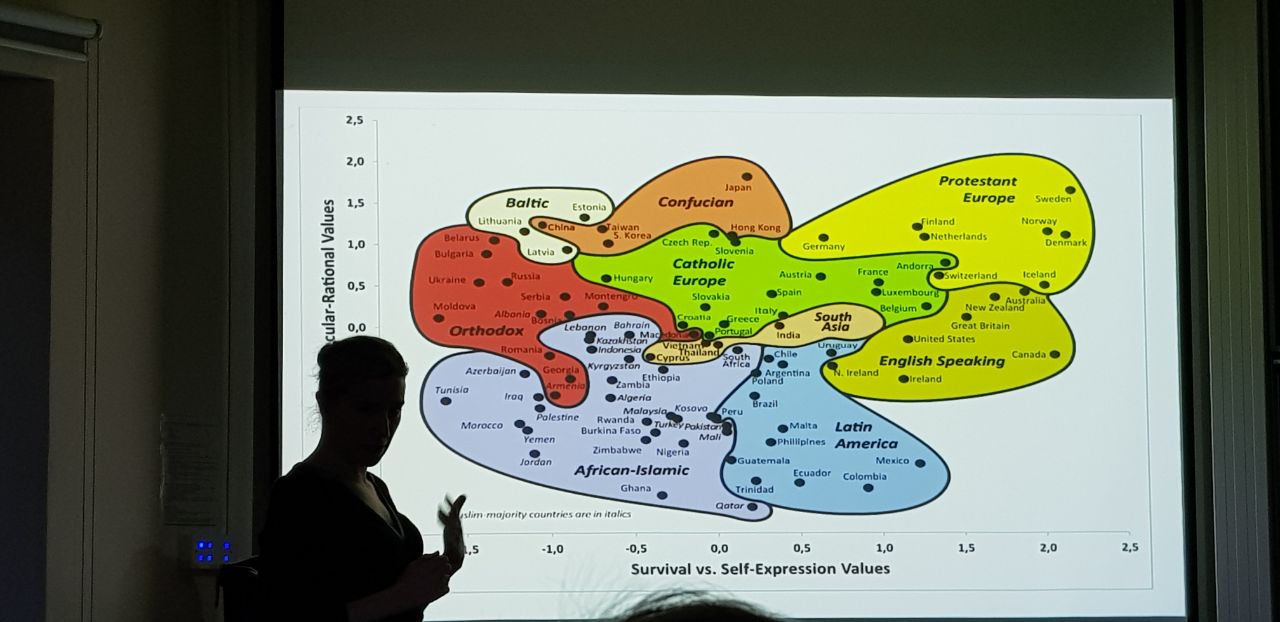 2,5
2,0
1,5
1,0
0,5
0,0
cular-Rational Values
Protestant
Europe
Japan
Sweden
Baltic
Confucian
Estonia
Lithuania
China
Taiwan
S. Korea
Hong Kong
Finland
Netherlands
Norway
Denmark
Belarus
Bulgaria
Latvia
Czech Rep.
Slovenia
Germany
Catholic
Europe
Andorra
Switzerland
Iceland
Ukraine
Russia
Hungary
Austria
France
Luxembourg
Spain
Australia
Serbia
Montengro
Slovakia
Belgium
New Zealand
Moldova
Albania
Bosnia
Croatia
Greece
Italy
South
Asia
Great Britain
Orthodox
Lebanon
Bahrain
Macedonia
Portugal
India
Kazakhstan
Vietnam
Thailand
Uruguay
United States
Romania
Indonesia
Cyprus
South
Africa
Chile
English Speaking
Canada
Azerbaijan
Georgia
Kyrgyzstan
Ethiopia
Argentina
Poland
N. Ireland
Ireland
Tunisia
Armenia
Zambia
Iraq
Algeria
Brazil
Palestine
Malaysia
Kosovo
Peru
Morocco
Rwanda
Turkey
Pakistan
Malta
Latin
America
Burkina Faso
Mali
Yemen
Zimbabwe
Nigeria
Phillipines
Jordan
African-Islamic
Guatemala
Mexico
Ghana
Trinidad
Ecuador
Colombia
Qatar
uslim-majority countries are in italics
1,5
-1,0
-0,5
0,0
0,5
1,0
1,5
2,0
2,5
Survival vs. Self-Expression Values